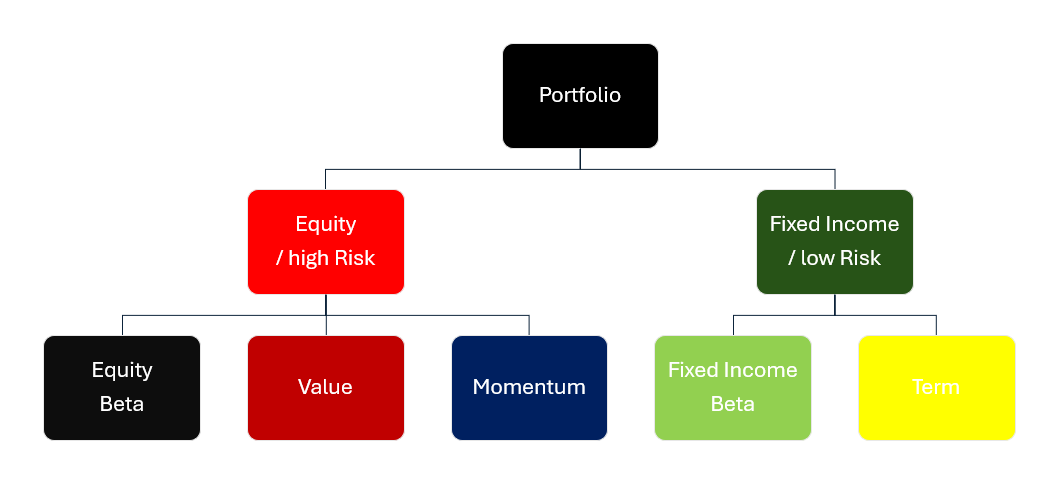 Portfolio
Equity
/ high Risk
Fixed Income
/ low Risk
Equity
Beta
Value
Momentum
Fixed Income
Beta
Term